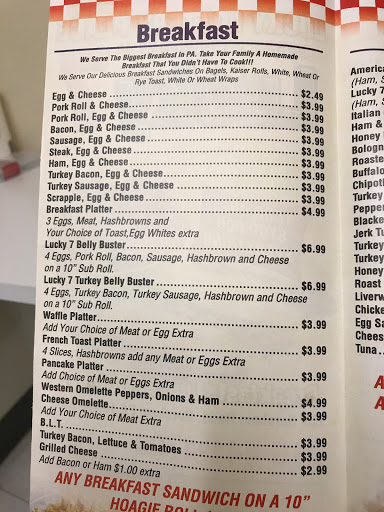 Breakfast
We Serve The Biggest Breakfast In PA. Take Your Family A Homemade
Breakfast That You Didn't Have To Cook!!!
We Serve Our Delicious Breakfast Sandwiches On Bagels, Kaiser Rolls, White, Wheat Or
Rye Toast, White Or Wheat Wraps
Egg & Cheese $2.49
Pork Roll & Cheese $3.99
Pork Roll, Egg & Cheese $3.99
Bacon, Egg & Cheese $3.99
Sausage, Egg & Cheese $3.99
Steak, Egg & Cheese $3.99
Ham, Egg & Cheese $3.99
Turkey Bacon, Egg & Cheese $3.99
Turkey Sausage, Egg & Cheese $3.99
Scrapple, Egg & Cheese $3.99
Breakfast Platter $4.99
3 Eggs, Meat, Hashbrowns and
Your Choice of Toast,Egg Whites extra
Lucky 7 Belly Buster $6.99
4 Eggs, Pork Roll, Bacon, Sausage, Hashbrown and Cheese
on a 10" Sub Roll.
Lucky 7 Turkey Belly Buster $6.99
4 Eggs, Turkey Bacon, Turkey Sausage, Hashbrown and Cheese
on a 10" Sub Roll.
Waffle Platter $3.99
Add Your Choice of Meat or Egg Extra
French Toast Platter $3.99
4 Slices, Hashbrowns add any Meat or Eggs Extra
Pancake Platter $3.99
Add Choice of Meat or Eggs Extra
Western Omelette Peppers, Onions & Ham $4.99
Cheese Omelette $3.99
Add Your Choice of Meat Extra
B.L.T. $3.99
Turkey Bacon, Lettuce & Tomatoes $3.99
Grilled Cheese $2.99
Add Bacon or Ham $1.00 extra
ANY BREAKFAST SANDWICH ON A 10"
HOAGIE ROLL
America
(Ham, S
Lucky 7
(Ham, S
Italian
Ham &
Honey
Bologn
Roaste
Buffalo
Chipotl
Turkey
Pepper
Blacke
Jerk Tu
Turkey
Turkey
Honey
Roast
Liverw
Chicke
Egg Sa
Chees
Tuna
A
A